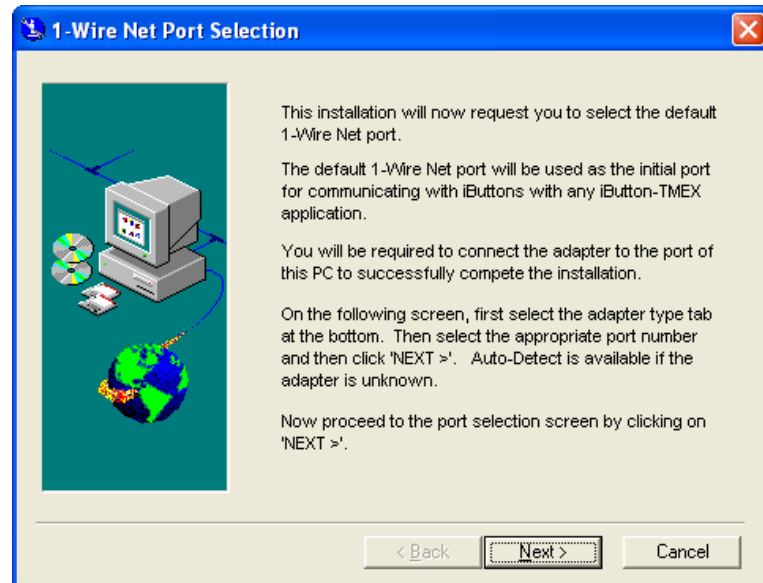 1-Wire Net Port Selection
This installation will now request you to select the default
1-Wire Net port.
The default 1-Wire Net port will be used as the initial port
for communicating with iButtons with any iButton-TMEX
application.
You will be required to connect the adapter to the port of
this PC to successfully compete the installation.
On the following screen, first select the adapter type tab
at the bottom.  Then select the appropriate port number
and then click 'NEXT >'.   Auto-Detect is available if the
adapter is unknown.
Now proceed to the port selection screen by clicking on
'NEXT >'.
< Back
Next >
Cancel